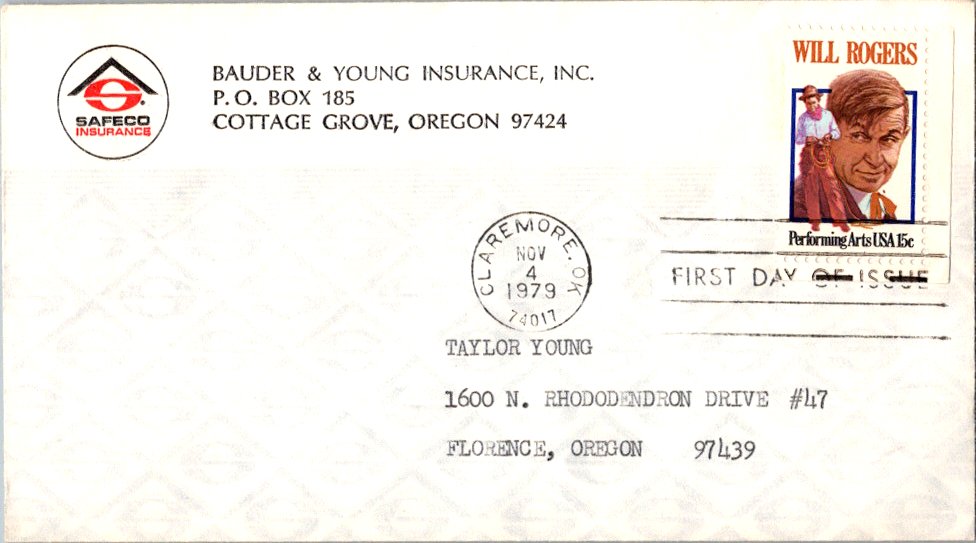 SAFECO
INSURANCE
BAUDER & YOUNG INSURANCE, INC.
P. O. BOX 185
COTTAGE GROVE, OREGON 97424
WILL ROGERS
Performing Arts USA 15c
CLAREMORE, OK
NOV
4
1979
74017
FIRST DAY OF ISSUE
TAYLOR YOUNG
1600 N. RHODODENDRON DRIVE #47
FLORENCE, OREGON 97439